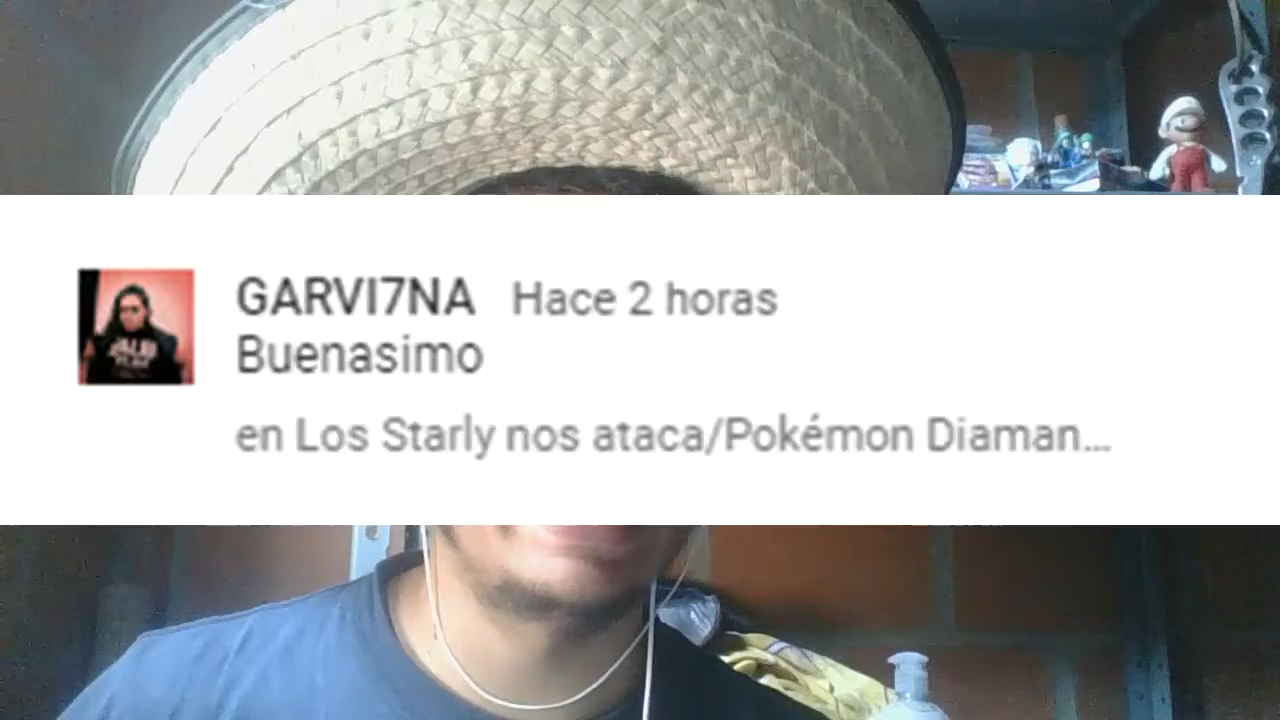 GARVI7NA Hace 2 horas
Buenasimo
en Los Starly nos ataca/Pokémon Diaman...